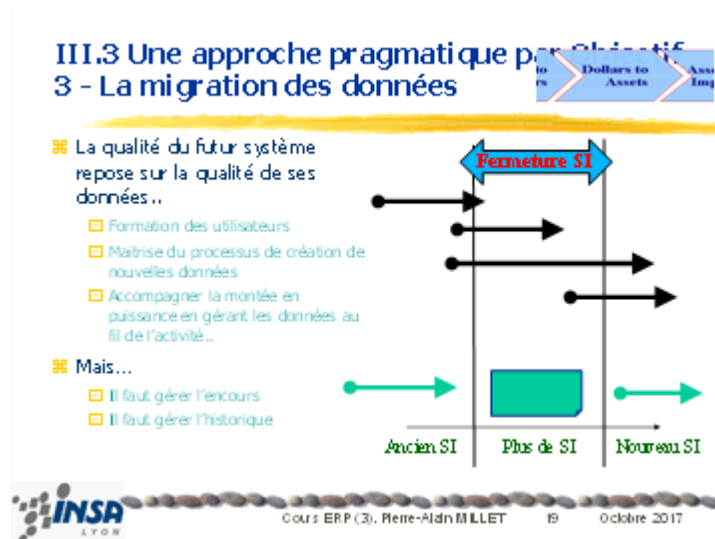 III.3 Une approche pragmatique par Objectif
3 - La migration des données
Dollars to
Assets
La qualité du futur système
repose sur la qualité de ses
données..
Formation des utilisateurs
Maitrise du processus de création de
nouvelles données
Accompagner la montée en
puissance en gérant les données au
fil de l'activité..
Mais...
Il faut gérer l'encours
Il faut gérer l'historique
Fermeture SI
Ancien SI
Plus de SI
Nouveau SI
INSA
LYON
Cours ERP (3). Pierre-Alain MILLET
19
Octobre 2017